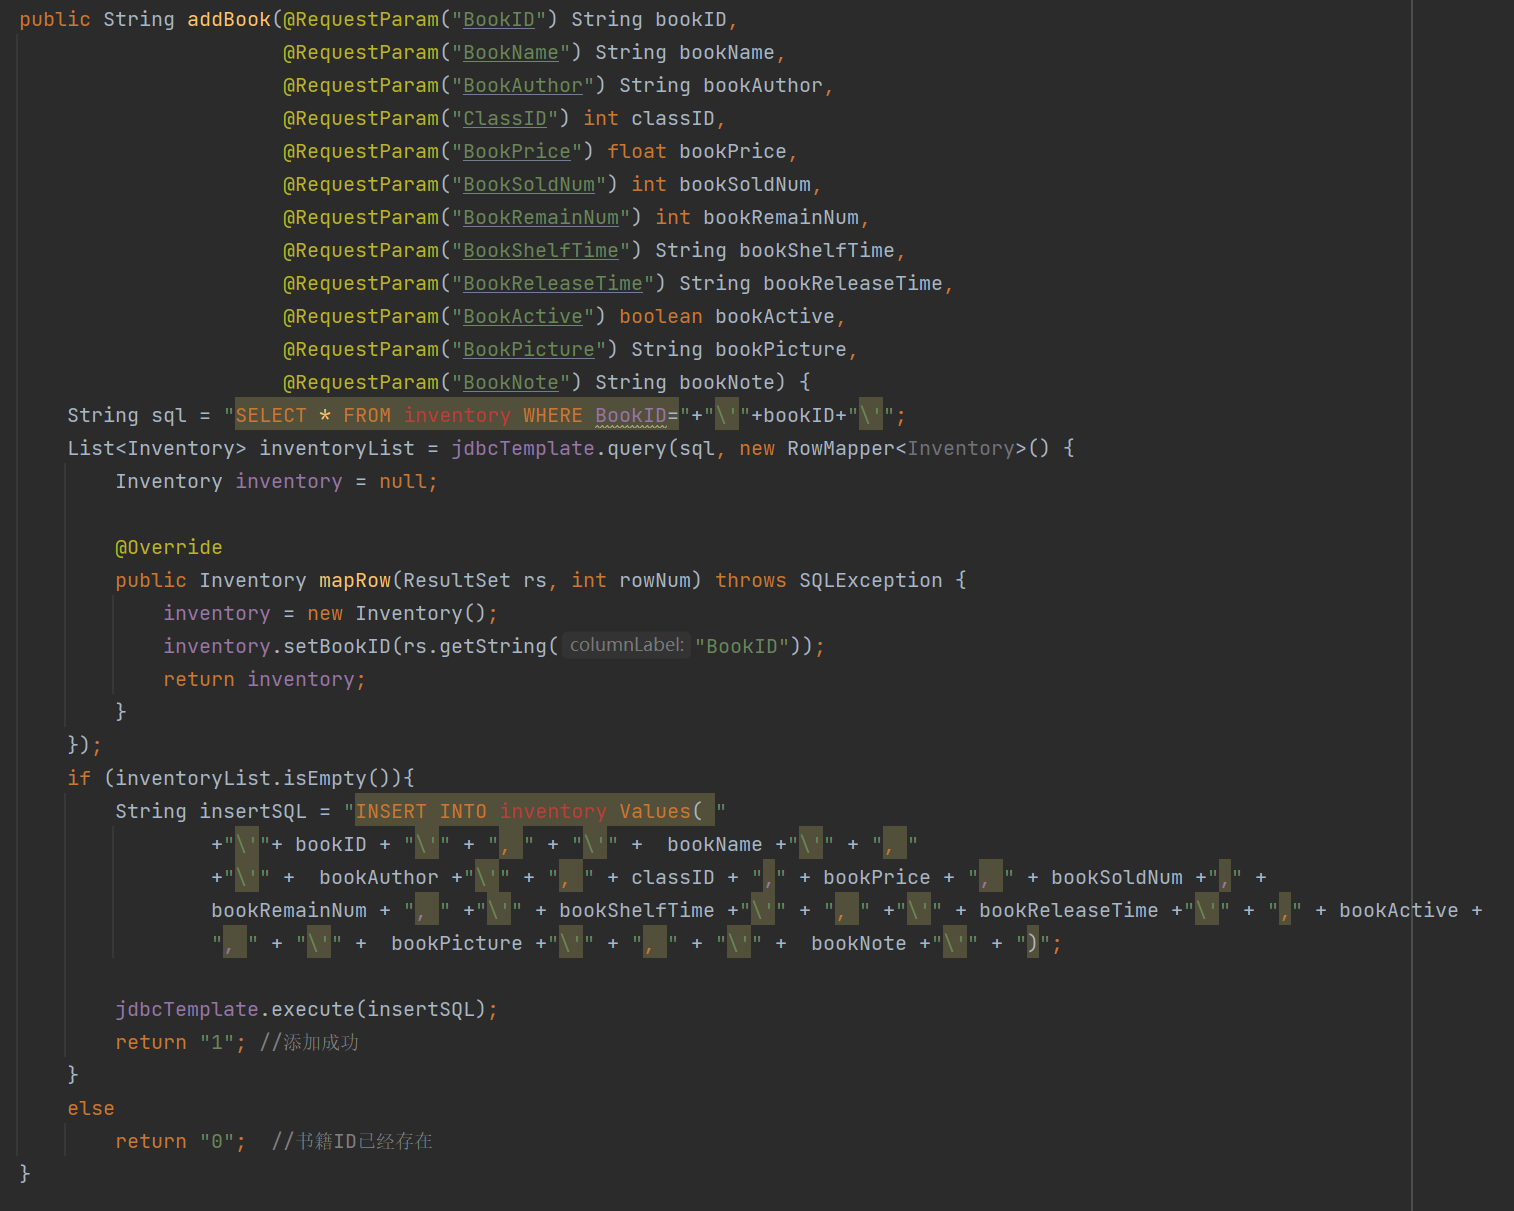 public String addBook(@RequestParam("BookID") String bookID,
@RequestParam("BookName") String bookName,
@RequestParam("BookAuthor") String bookAuthor,
@RequestParam("ClassID") int classID,
@RequestParam("BookPrice") float bookPrice,
@RequestParam("BookSoldNum") int bookSoldNum,
@RequestParam("BookRemainNum") int bookRemainNum,
@RequestParam("BookShelfTime") String bookShelfTime,
@RequestParam("BookReleaseTime") String bookReleaseTime,
@RequestParam("BookActive") boolean bookActive,
@RequestParam("BookPicture") String bookPicture,
@RequestParam("BookNote") String bookNote) {
String sql = "SELECT * FROM inventory WHERE BookID="+"\'"+bookID+"\'";
List<Inventory> inventoryList = jdbcTemplate.query(sql, new RowMapper<Inventory>() {
Inventory inventory = null;
@Override
public Inventory mapRow(ResultSet rs, int rowNum) throws SQLException {
inventory = new Inventory();
inventory.setBookID(rs.getString( columnLabel: "BookID"));
return inventory;
}
});
if (inventoryList.isEmpty()){
String insertSQL = "INSERT INTO inventory Values( "
+"\'"+ bookID + "\'" + ", " + "\'" +  bookName +"\'" + ", "
+"\'" +  bookAuthor +"\'" + ", " + classID + "," + bookPrice + ", " + bookSoldNum +"," +
bookRemainNum + ", " +"\'" + bookShelfTime +"\'" + ", " +"\'" + bookReleaseTime +"\'" + "," + bookActive +
", " + "\'" +  bookPicture +"\'" + ", " + "\'" +  bookNote +"\'" + ")";
jdbcTemplate.execute(insertSQL);
return "1"; //添加成功
}
else
return "0";  //书籍ID已经存在
}